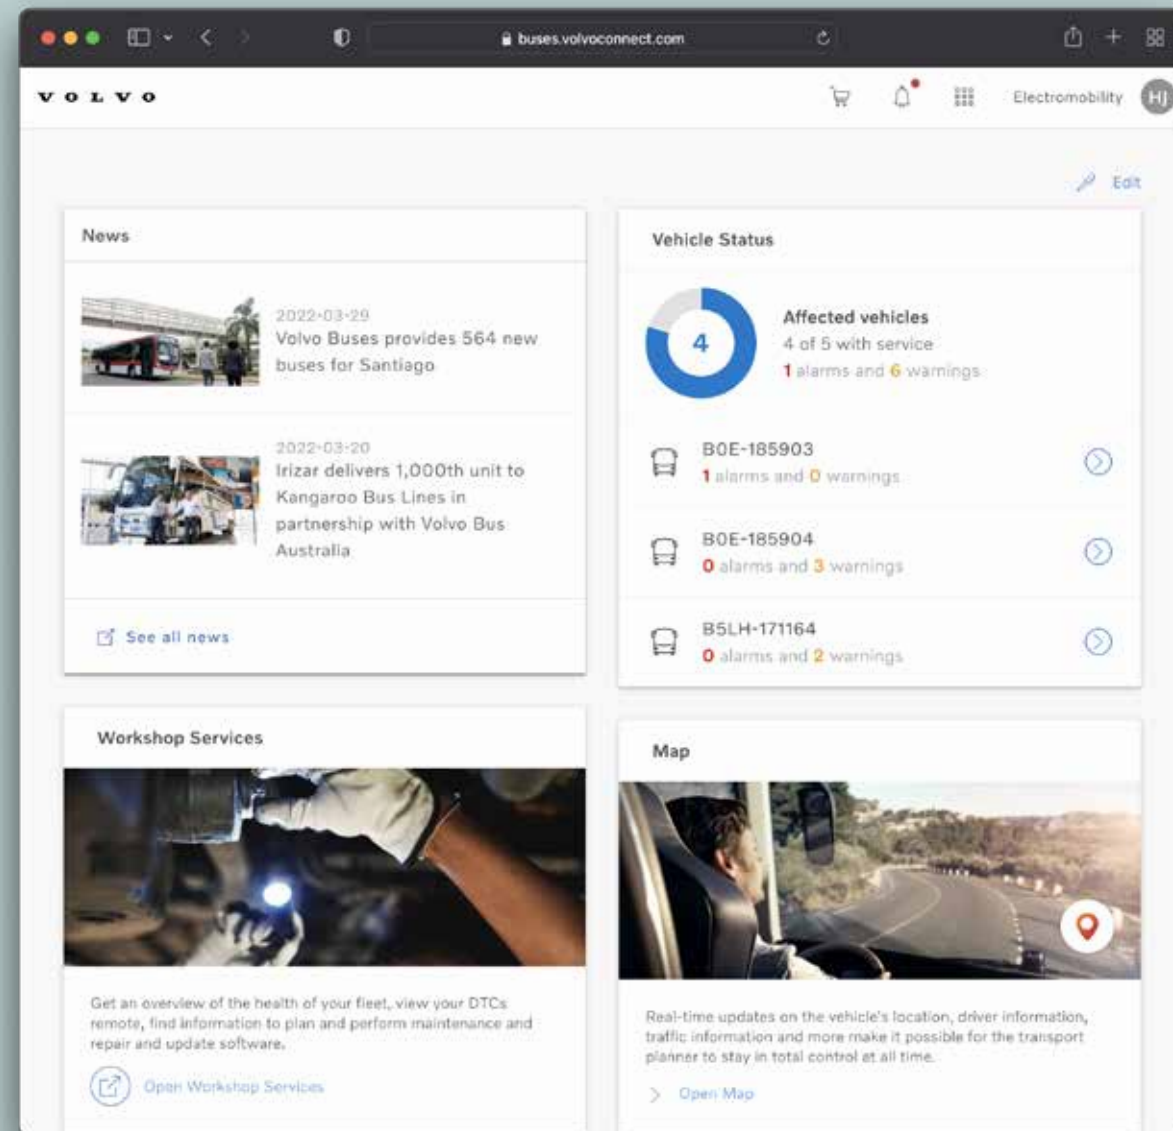 buses.volvoconnect.com
VOLVO
Electromobility
HJ
Edit
News
2022-03-29
Volvo Buses provides 564 new
buses for Santiago
2022-03-20
Irizar delivers 1,000th unit to
Kangaroo Bus Lines in
partnership with Volvo Bus
Australia
See all news
Vehicle Status
4
Affected vehicles
4 of 5 with service
1 alarms and 6 warnings
B0E-185903
1 alarms and 0 warnings
B0E-185904
0 alarms and 3 warnings
B5LH-171164
0 alarms and 2 warnings
Workshop Services
Get an overview of the health of your fleet, view your DTCs
remote, find information to plan and perform maintenance and
repair and update software.
Open Workshop Services
Map
Real-time updates on the vehicle's location, driver information,
traffic information and more make it possible for the transport
planner to stay in total control at all time.
Open Map